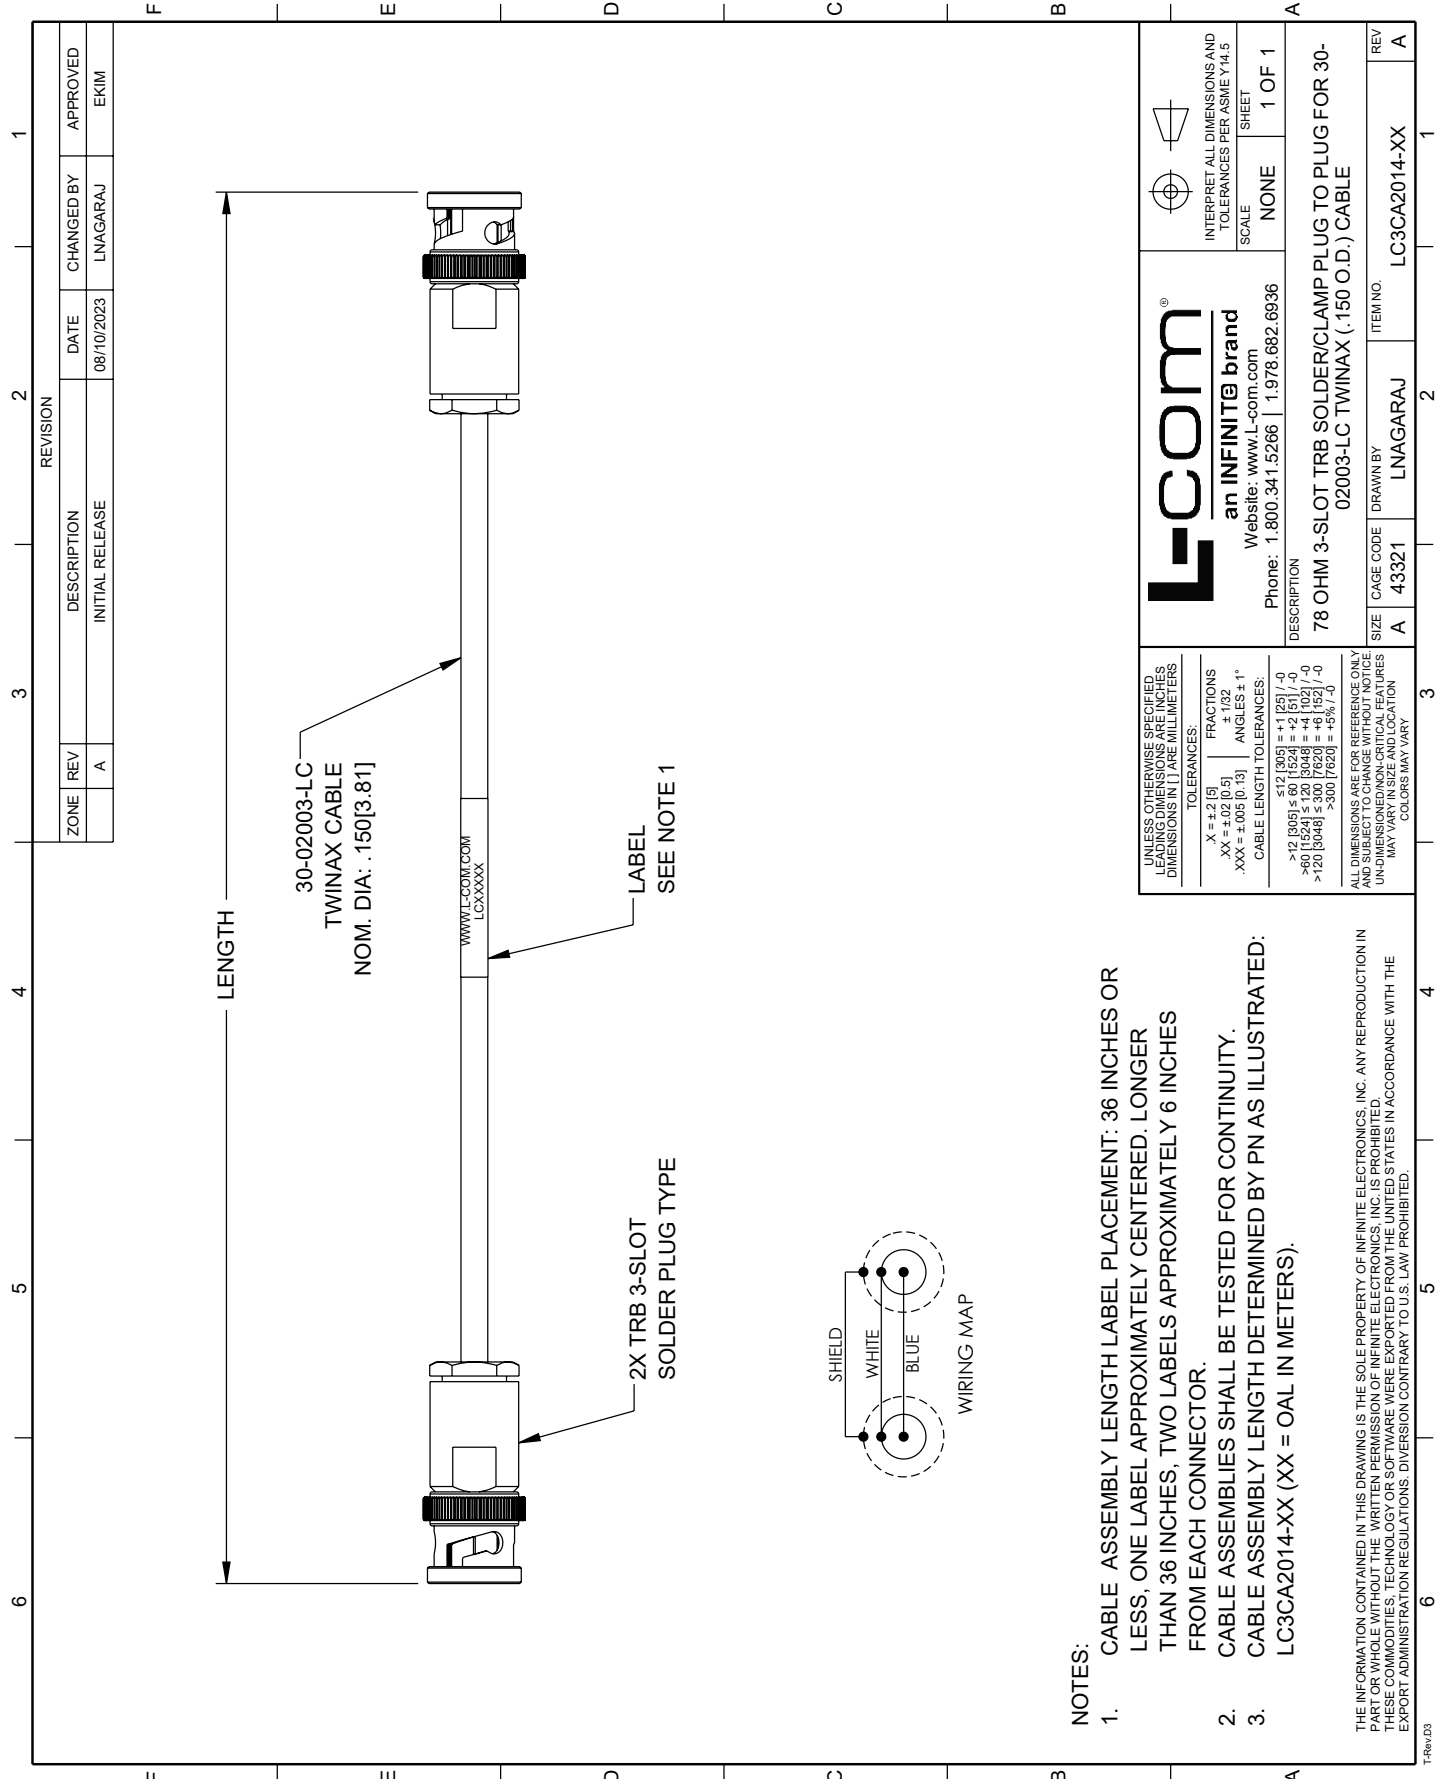 6
5
4
3
2
1
F
E
D
C
B
A
REVISION
ZONE
REV
DESCRIPTION
DATE
CHANGED BY
APPROVED
A
INITIAL RELEASE
08/10/2023
LNAGARAJ
EKIM
LENGTH
30-02003-LC
TWINAX CABLE
NOM. DIA: .150[3.81]
WWW.L-COM.COM
LCXXXXX
LABEL
SEE NOTE 1
2X TRB 3-SLOT
SOLDER PLUG TYPE
SHIELD
WHITE
BLUE
WIRING MAP
NOTES:
1. CABLE ASSEMBLY LENGTH LABEL PLACEMENT: 36 INCHES OR
LESS, ONE LABEL APPROXIMATELY CENTERED. LONGER
THAN 36 INCHES, TWO LABELS APPROXIMATELY 6 INCHES
FROM EACH CONNECTOR.
2. CABLE ASSEMBLIES SHALL BE TESTED FOR CONTINUITY.
3. CABLE ASSEMBLY LENGTH DETERMINED BY PN AS ILLUSTRATED:
LC3CA2014-XX (XX = OAL IN METERS).
THE INFORMATION CONTAINED IN THIS DRAWING IS THE SOLE PROPERTY OF INFINITE ELECTRONICS, INC. ANY REPRODUCTION IN
PART OR WHOLE WITHOUT THE WRITTEN PERMISSION OF INFINITE ELECTRONICS, INC. IS PROHIBITED.
THESE COMMODITIES, TECHNOLOGY OR SOFTWARE WERE EXPORTED FROM THE UNITED STATES IN ACCORDANCE WITH THE
EXPORT ADMINISTRATION REGULATIONS. DIVERSION CONTRARY TO U.S. LAW PROHIBITED.
UNLESS OTHERWISE SPECIFIED
LEADING DIMENSIONS ARE INCHES
DIMENSIONS IN [ ] ARE MILLIMETERS
TOLERANCES:
.X = ±.2 [5]
.XX = ±.02 [0.5]
.XXX = ±.005 [0.13]
FRACTIONS
± 1/32
ANGLES ± 1°
CABLE LENGTH TOLERANCES:
≤12 [305] = +1 [25] / -0
>12 [305] ≤ 60 [1524] = +2 [51] / -0
>60 [1524] ≤ 120 [3048] = +4 [102] / -0
>120 [3048] ≤ 300 [7620] = +6 [152] / -0
>300 [7620] = +5% / -0
ALL DIMENSIONS ARE FOR REFERENCE ONLY
AND SUBJECT TO CHANGE WITHOUT NOTICE.
UN-DIMENSIONED/NON-CRITICAL FEATURES
MAY VARY IN SIZE AND LOCATION
COLORS MAY VARY
L-com®
an INFINITE brand
Website: www.L-com.com
Phone: 1.800.341.5266 | 1.978.682.6936
INTERPRET ALL DIMENSIONS AND
TOLERANCES PER ASME Y14.5
SCALE
NONE
SHEET
1 OF 1
DESCRIPTION
78 OHM 3-SLOT TRB SOLDER/CLAMP PLUG TO PLUG FOR 30-
02003-LC TWINAX (.150 O.D.) CABLE
SIZE
A
CAGE CODE
43321
DRAWN BY
LNAGARAJ
ITEM NO.
LC3CA2014-XX
REV
A
F
E
D
C
B
A
6
5
4
3
2
1
T-Rev.D3